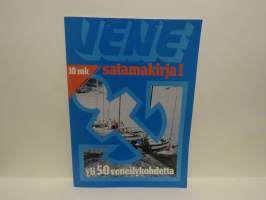 VENE
10 mk
satamakirja 1
Yli 50 veneilykohdetta